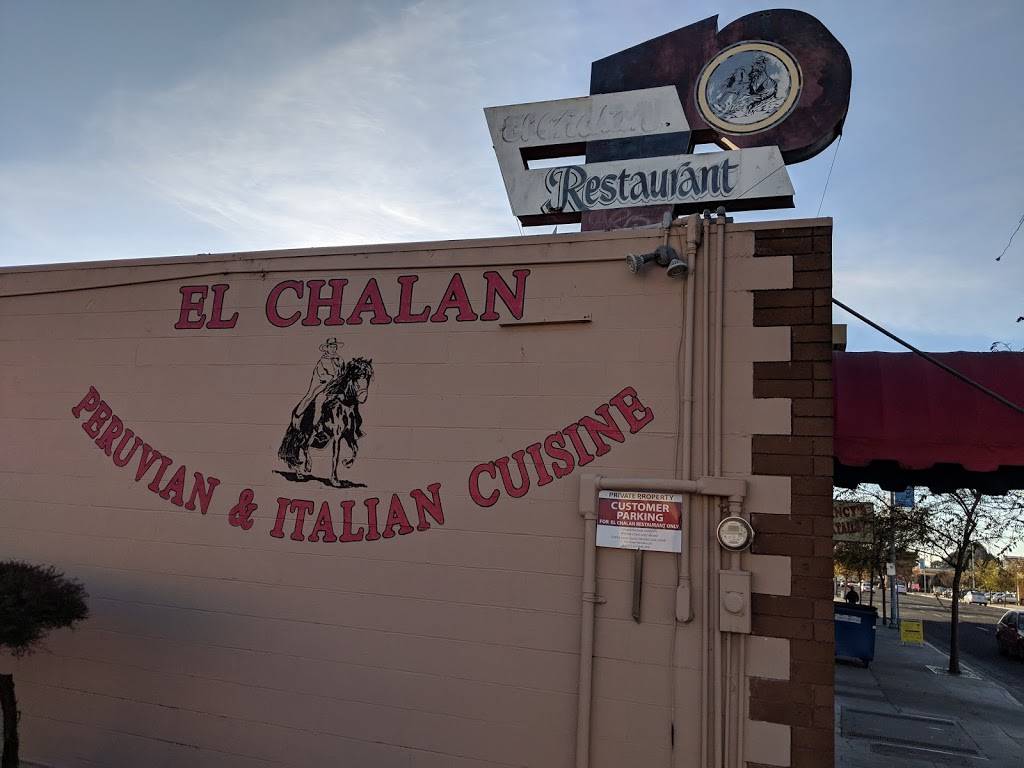 El Chalan
Restaurant
EL CHALAN
PERUVIAN & ITALIAN CUISINE
PRIVATE PROPERTY
CUSTOMER
PARKING
FOR EL CHALAN RESTAURANT ONLY